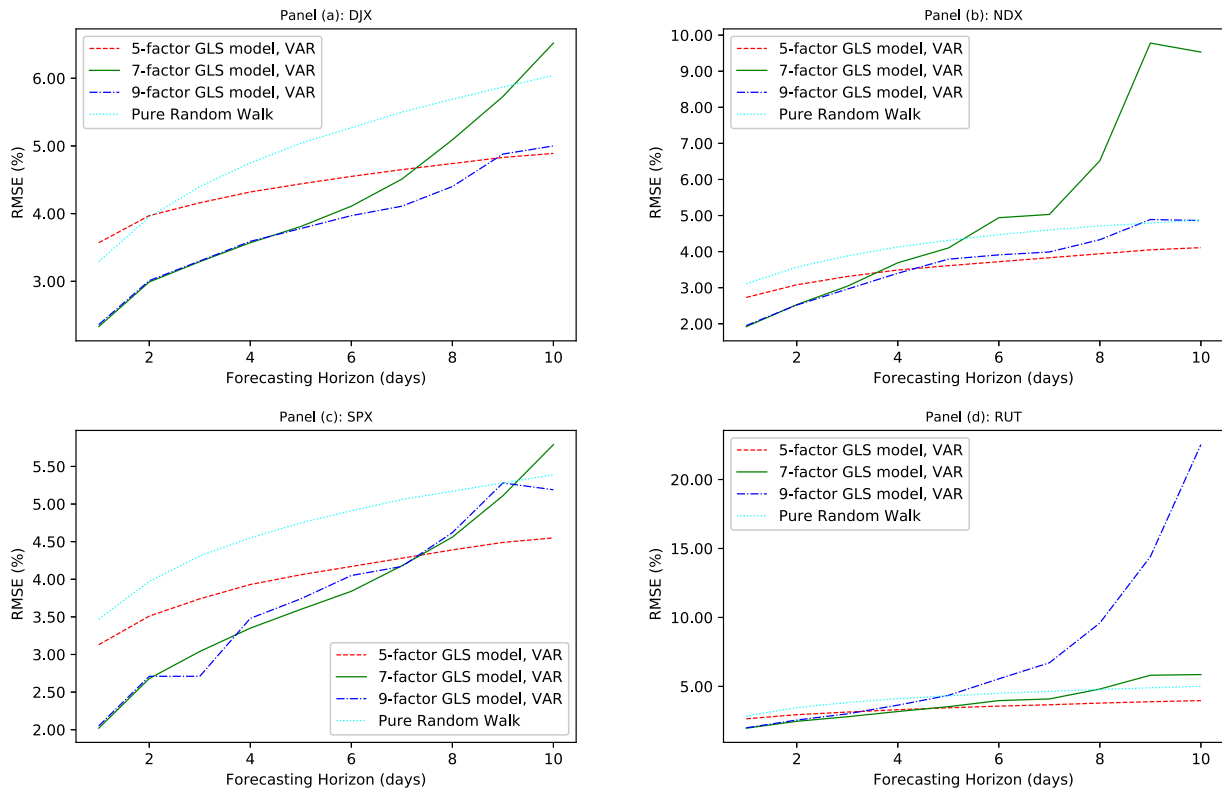 Panel (a): DJX
5-factor GLS model, VAR
7-factor GLS model, VAR
9-factor GLS model, VAR
Pure Random Walk
RMSE (%)
6.00
5.00
4.00
3.00
2 4 6 8 10
Forecasting Horizon (days)
Panel (b): NDX
5-factor GLS model, VAR
7-factor GLS model, VAR
9-factor GLS model, VAR
Pure Random Walk
RMSE (%)
10.00
9.00
8.00
7.00
6.00
5.00
4.00
3.00
2.00
2 4 6 8 10
Forecasting Horizon (days)
Panel (c): SPX
RMSE (%)
5.50
5.00
4.50
4.00
3.50
3.00
2.50
2.00
5-factor GLS model, VAR
7-factor GLS model, VAR
9-factor GLS model, VAR
Pure Random Walk
2 4 6 8 10
Forecasting Horizon (days)
Panel (d): RUT
5-factor GLS model, VAR
7-factor GLS model, VAR
9-factor GLS model, VAR
Pure Random Walk
RMSE (%)
20.00
15.00
10.00
5.00
2 4 6 8 10
Forecasting Horizon (days)